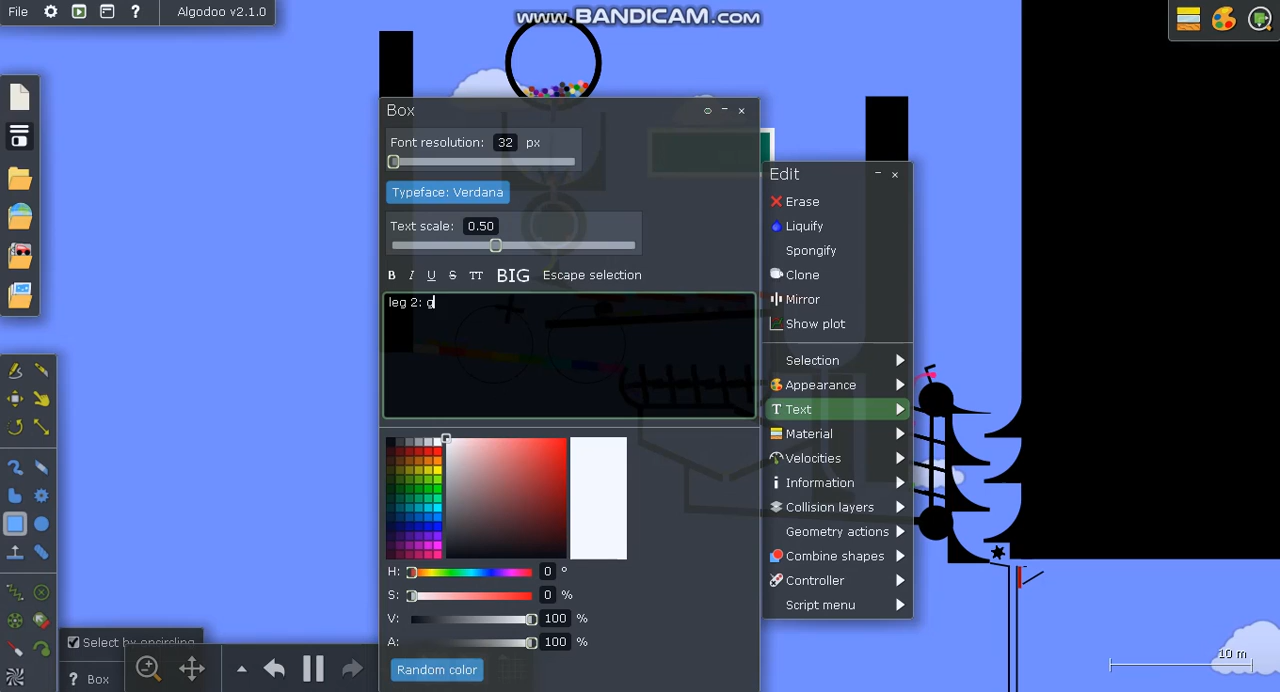 File
?
Algodoo v2.1.0
www.BANDICAM.com
Box
Font resolution: 32 px
Typeface: Verdana
Text scale: 0.50
B I U S TT BIG Escape selection
leg 2: g
H: 0 °
S: 0 %
V: 100 %
A: 100 %
Random color
Edit
Erase
Liquify
Spongify
Clone
Mirror
Show plot
Selection
Appearance
T Text
Material
Velocities
Information
Collision layers
Geometry actions
Combine shapes
Controller
Script menu
Select by encircling
? Box
10 m